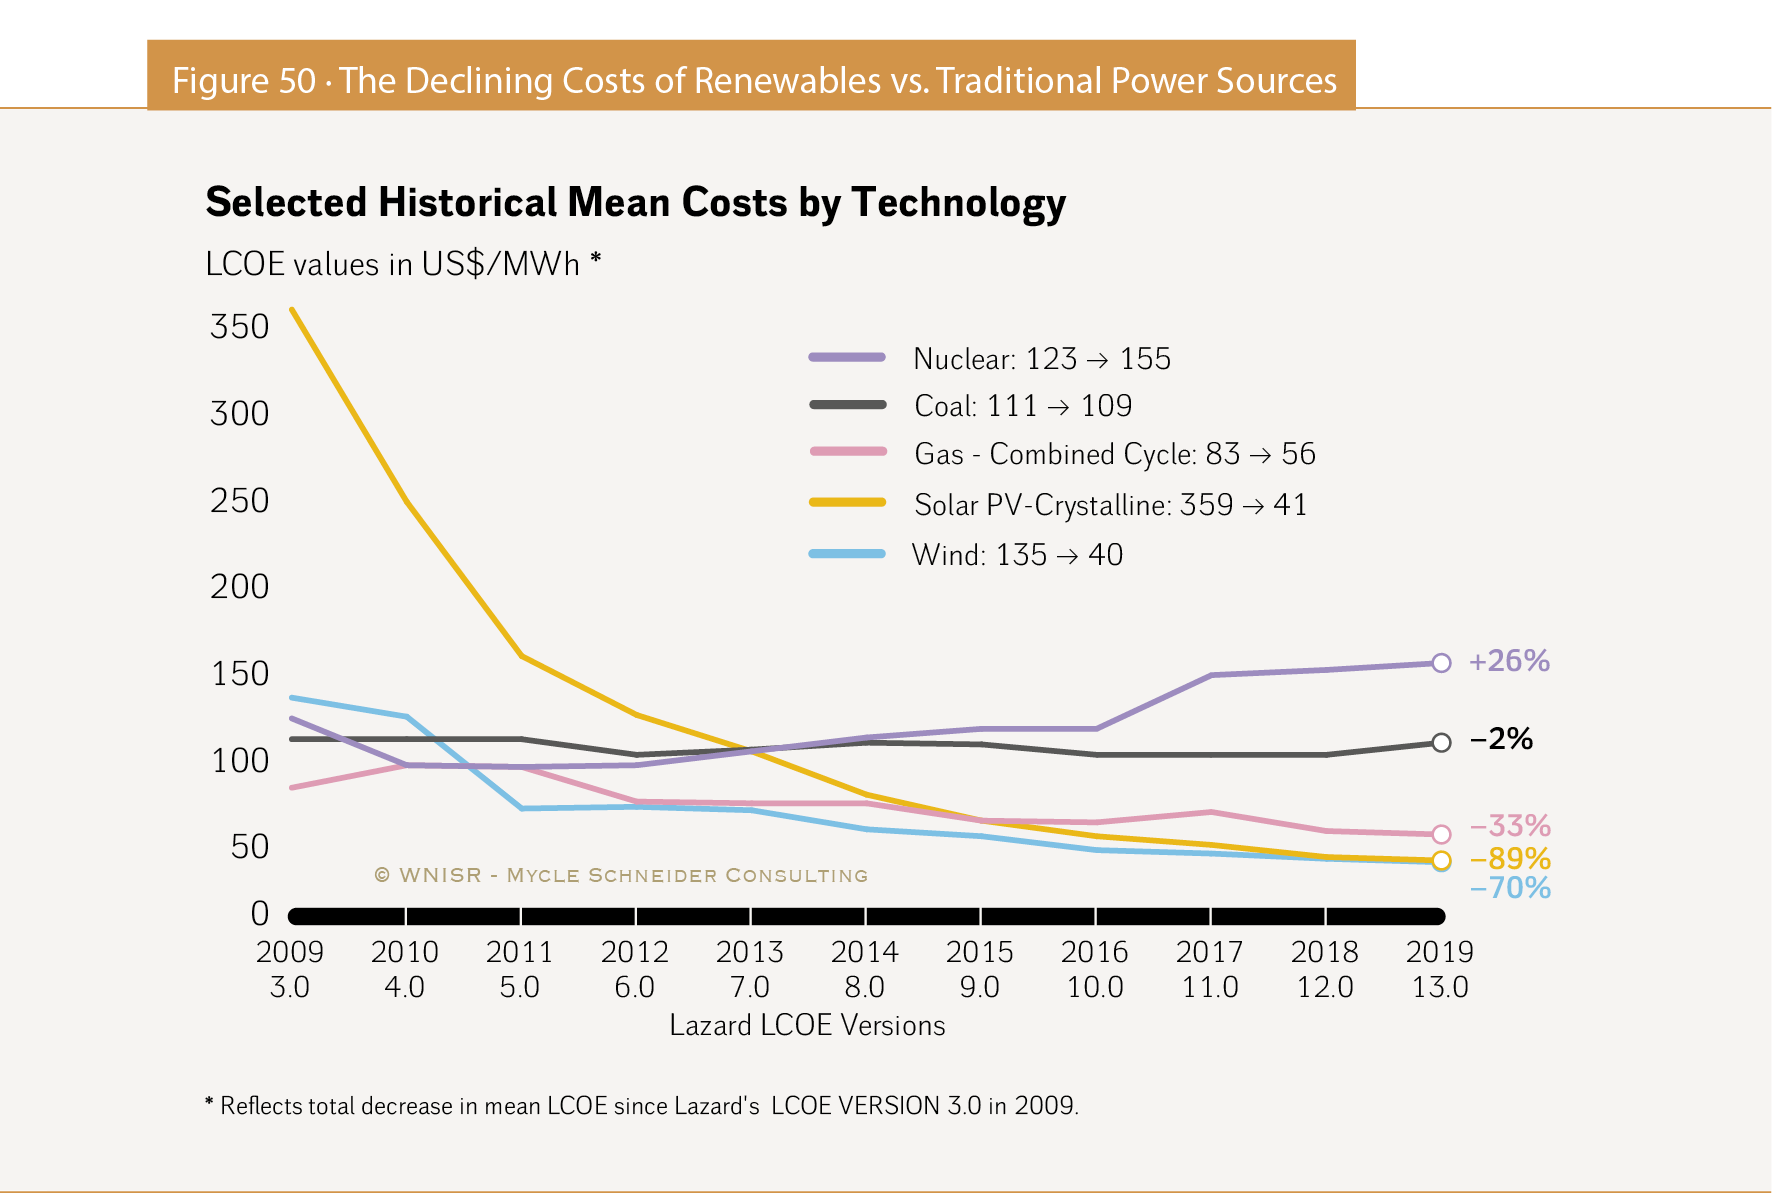 Figure 50 · The Declining Costs of Renewables vs. Traditional Power Sources
Selected Historical Mean Costs by Technology
LCOE values in US$/MWh *
350
300
250
200
150
100
50
0
Nuclear: 123 → 155
Coal: 111 → 109
Gas - Combined Cycle: 83 → 56
Solar PV-Crystalline: 359 → 41
Wind: 135 → 40
+26%
−2%
−33%
−89%
−70%
© WNISR - Mycle Schneider Consulting
2009 2010 2011 2012 2013 2014 2015 2016 2017 2018 2019
3.0 4.0 5.0 6.0 7.0 8.0 9.0 10.0 11.0 12.0 13.0
Lazard LCOE Versions
* Reflects total decrease in mean LCOE since Lazard's LCOE VERSION 3.0 in 2009.